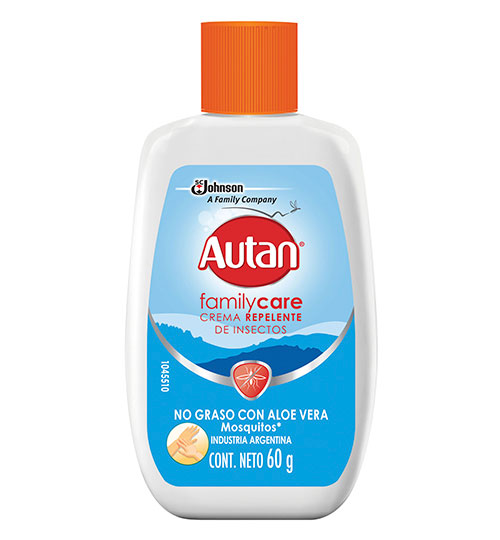 SC Johnson
A Family Company
Autan®
familycare
CREMA REPELENTE
DE INSECTOS
1045510
NO GRASO CON ALOE VERA
Mosquitos*
INDUSTRIA ARGENTINA
CONT. NETO 60 g